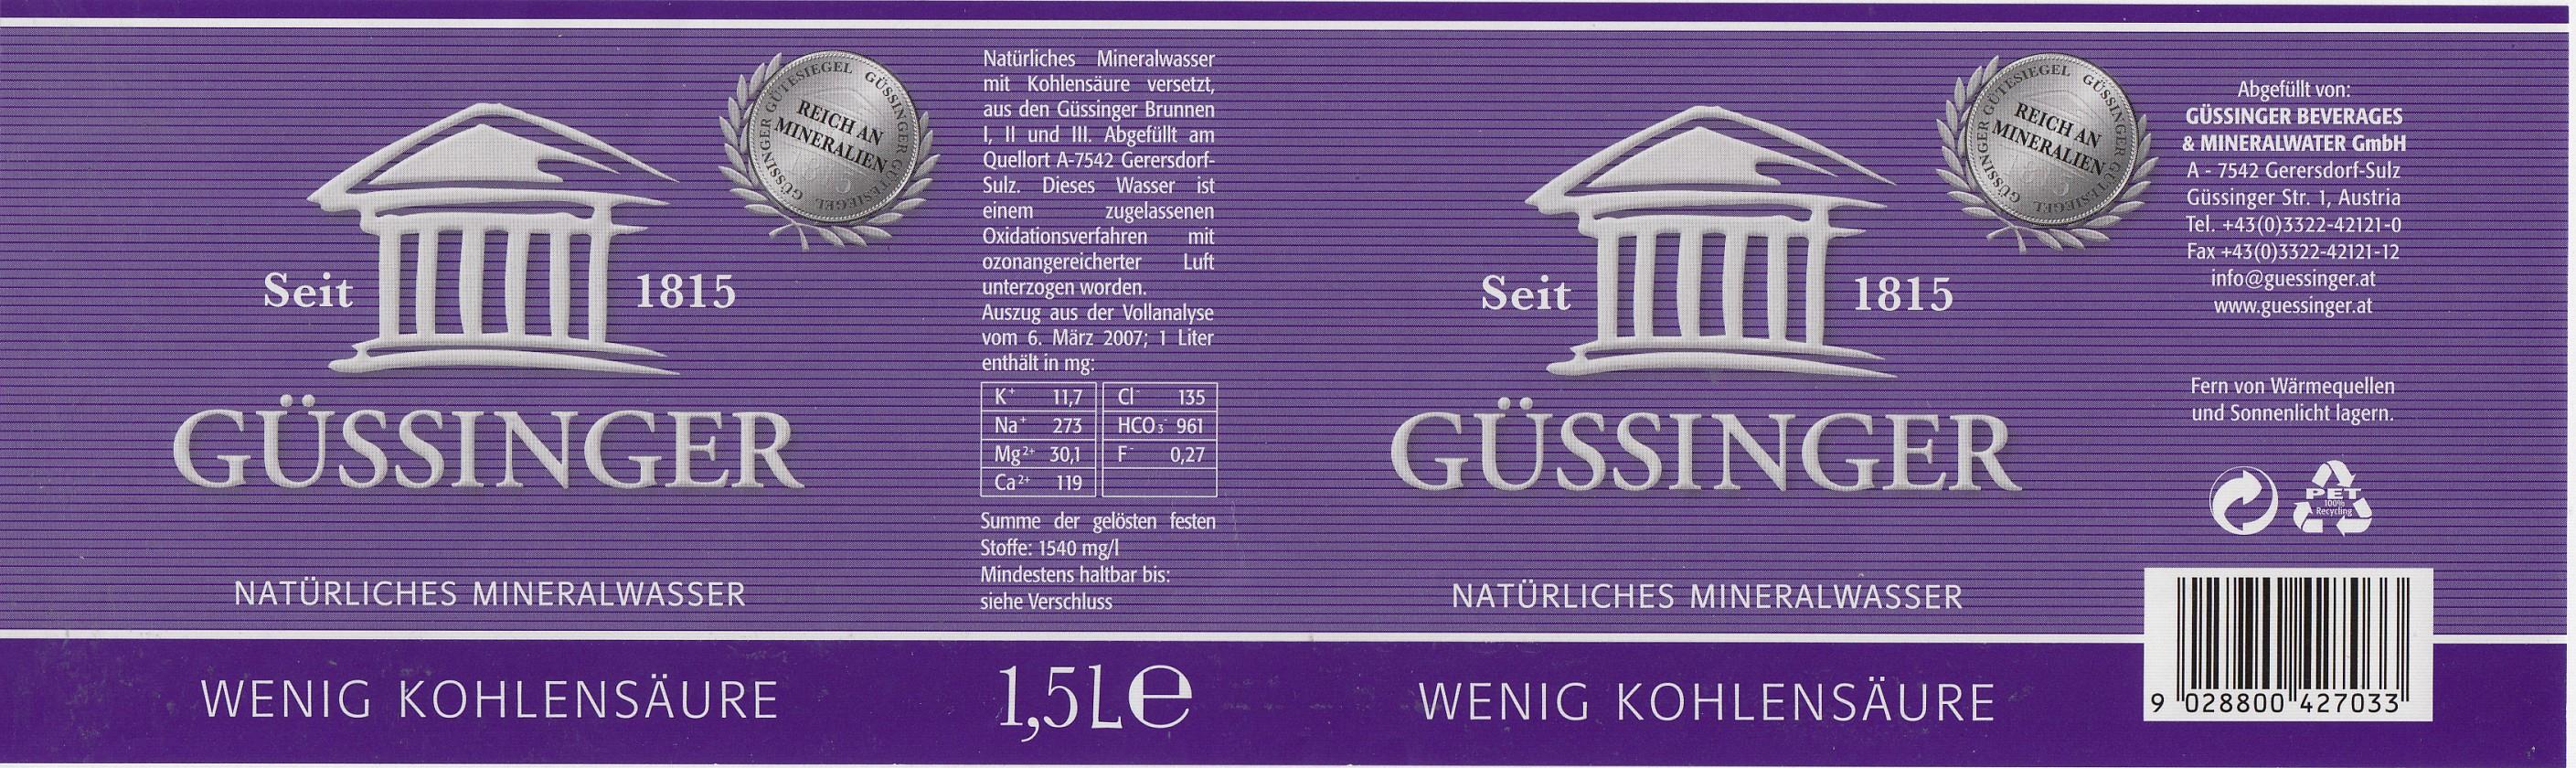 GÜSSINGER GÜTESIEGEL GÜSSINGER GÜTESIEGEL
REICH AN
MINERALIEN
1815
Seit 1815
GÜSSINGER
NATÜRLICHES MINERALWASSER
WENIG KOHLENSÄURE
Natürliches Mineralwasser
mit Kohlensäure versetzt,
aus den Güssinger Brunnen
I, II und III. Abgefüllt am
Quellort A-7542 Gerersdorf-
Sulz. Dieses Wasser ist
einem zugelassenen
Oxidationsverfahren mit
ozonangereicherter Luft
unterzogen worden.
Auszug aus der Vollanalyse
vom 6. März 2007; 1 Liter
enthält in mg:
K⁺ 11,7 Cl⁻ 135
Na⁺ 273 HCO₃⁻ 961
Mg²⁺ 30,1 F⁻ 0,27
Ca²⁺ 119
Summe der gelösten festen
Stoffe: 1540 mg/l
Mindestens haltbar bis:
siehe Verschluss
1,5L℮
GÜSSINGER GÜTESIEGEL GÜSSINGER GÜTESIEGEL
REICH AN
MINERALIEN
1815
Seit 1815
GÜSSINGER
NATÜRLICHES MINERALWASSER
WENIG KOHLENSÄURE
Abgefüllt von:
GÜSSINGER BEVERAGES
& MINERALWATER GmbH
A - 7542 Gerersdorf-Sulz
Güssinger Str. 1, Austria
Tel. +43(0)3322-42121-0
Fax +43(0)3322-42121-12
info@guessinger.at
www.guessinger.at
Fern von Wärmequellen
und Sonnenlicht lagern.
PET
100%
Recycling
9 028800 427033